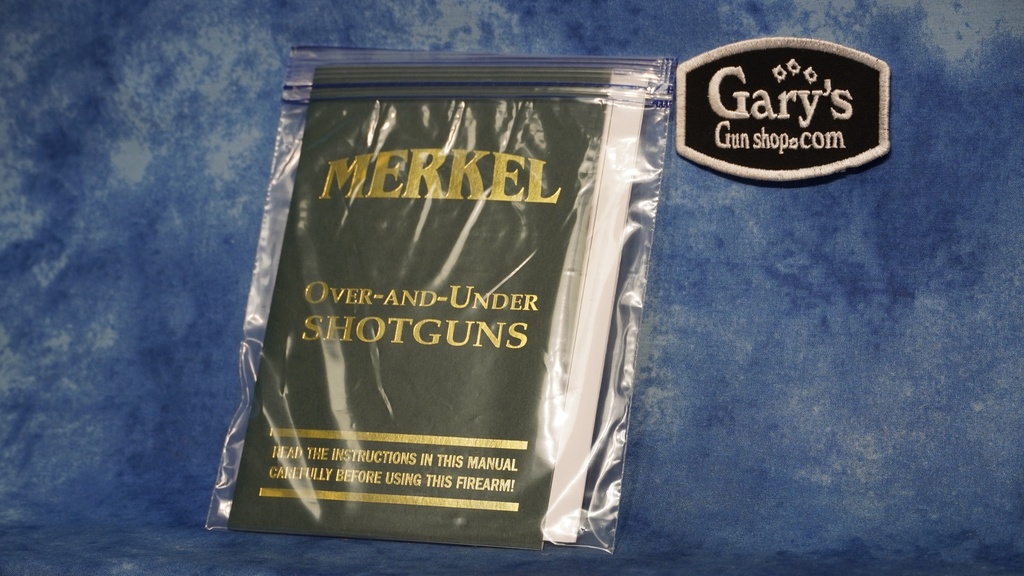 MERKEL
OVER-AND-UNDER
SHOTGUNS
READ THE INSTRUCTIONS IN THIS MANUAL
CAREFULLY BEFORE USING THIS FIREARM!
Gary's
Gun shop.com